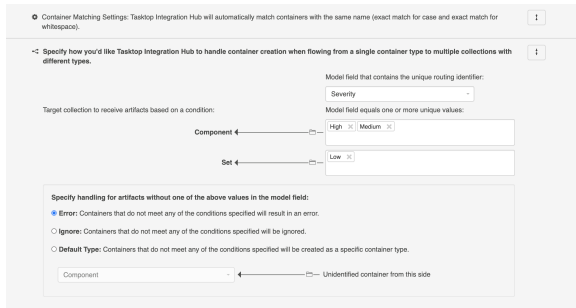 Container Matching Settings: Tasktop Integration Hub will automatically match containers with the same name (exact match for case and exact match for
whitespace).
Specify how you'd like Tasktop Integration Hub to handle container creation when flowing from a single container type to multiple collections with
different types.
Model field that contains the unique routing identifier:
Severity
Target collection to receive artifacts based on a condition:
Model field equals one or more unique values:
Component
High × Medium ×
Set
Low ×
Specify handling for artifacts without one of the above values in the model field:
Error: Containers that do not meet any of the conditions specified will result in an error.
Ignore: Containers that do not meet any of the conditions specified will be ignored.
Default Type: Containers that do not meet any of the conditions specified will be created as a specific container type.
Component
Unidentified container from this side